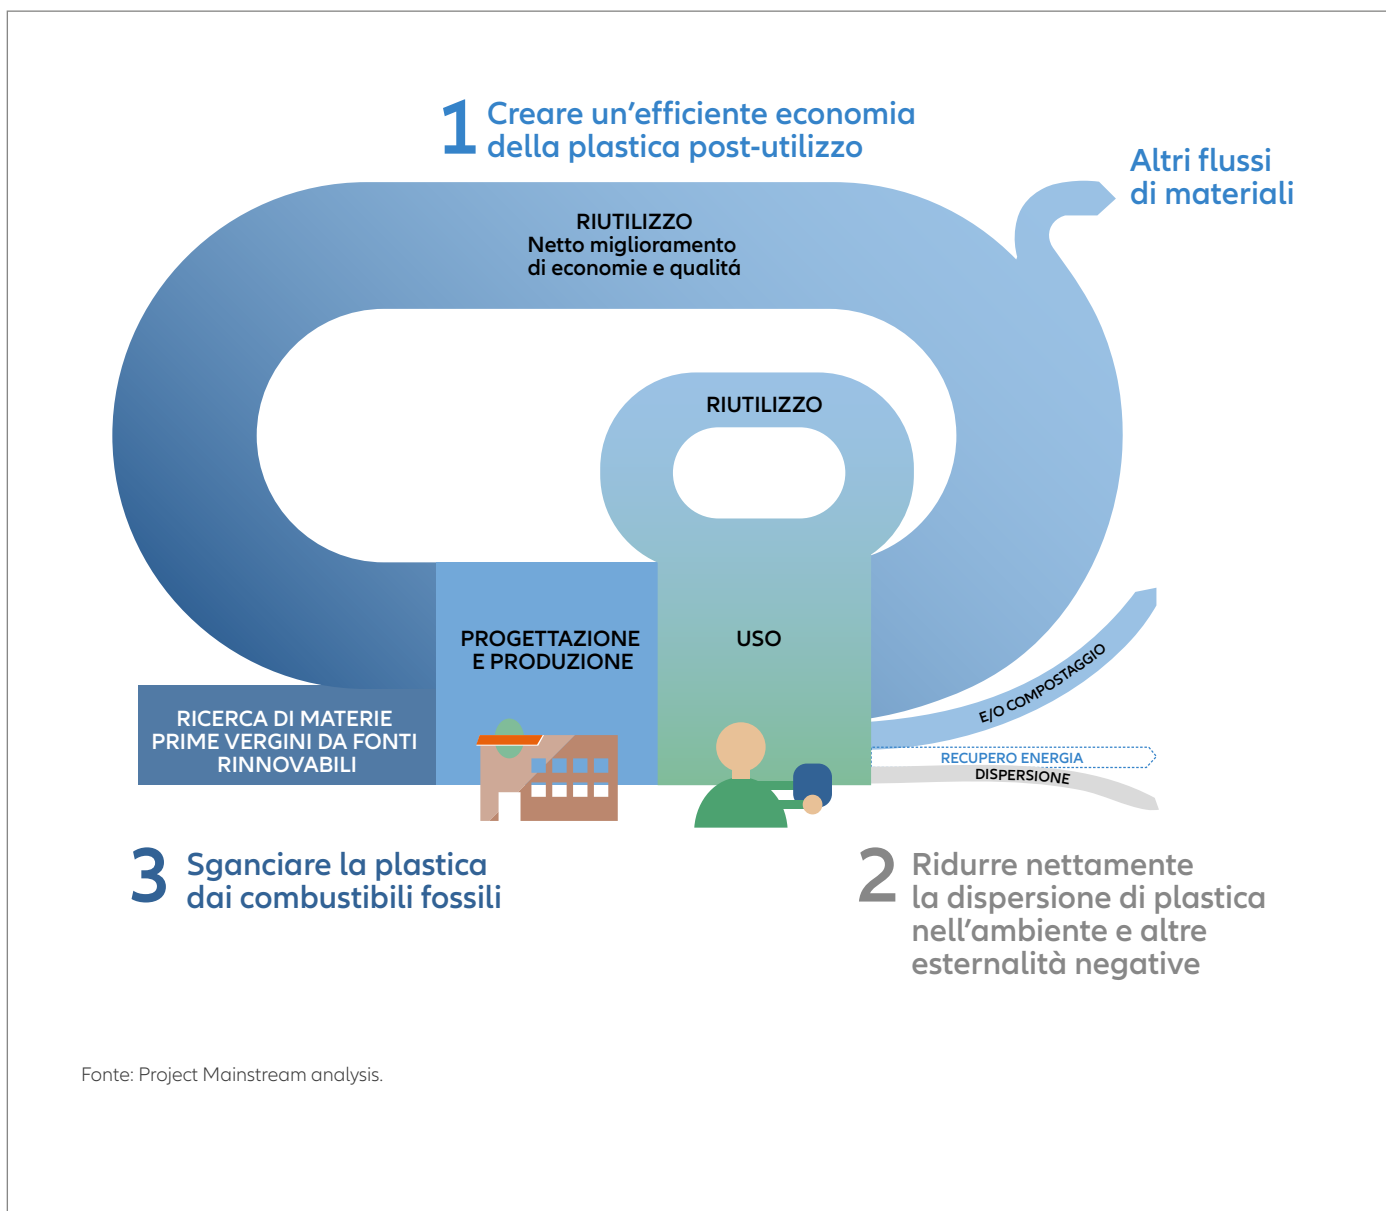 1 Creare un’efficiente economia
della plastica post-utilizzo
Altri flussi
di materiali
RIUTILIZZO
Netto miglioramento
di economie e qualitá
RIUTILIZZO
PROGETTAZIONE
E PRODUZIONE
USO
RICERCA DI MATERIE
PRIME VERGINI DA FONTI
RINNOVABILI
E/O COMPOSTAGGIO
RECUPERO ENERGIA
DISPERSIONE
3 Sganciare la plastica
dai combustibili fossili
2 Ridurre nettamente
la dispersione di plastica
nell’ambiente e altre
esternalità negative
Fonte: Project Mainstream analysis.